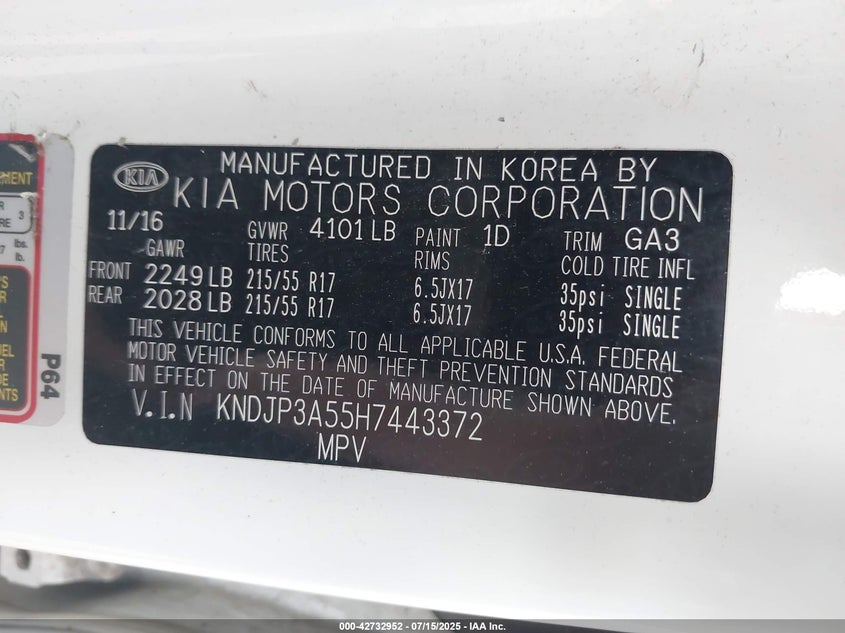 KIA
MANUFACTURED IN KOREA BY
KIA MOTORS CORPORATION
11/16 GVWR 4101 LB PAINT 1D TRIM GA3
GAWR TIRES RIMS COLD TIRE INFL
FRONT 2249 LB 215/55 R17 6.5JX17 35psi SINGLE
REAR 2028 LB 215/55 R17 6.5JX17 35psi SINGLE
THIS VEHICLE CONFORMS TO ALL APPLICABLE U.S.A. FEDERAL
MOTOR VEHICLE SAFETY AND THEFT PREVENTION STANDARDS
IN EFFECT ON THE DATE OF MANUFACTURE SHOWN ABOVE.
V.I.N KNDJP3A55H7443372
MPV
3
lbs.
lb.
P64
000-42732952 | 07/15/2025 | IAA Inc.